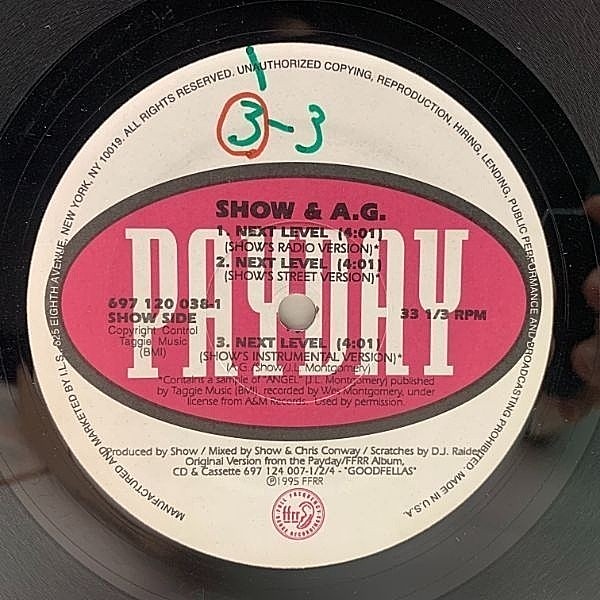 MANUFACTURED AND MARKETED BY I.L.S. 825 EIGHTH AVENUE, NEW YORK, NY 10019. ALL RIGHTS RESERVED. UNAUTHORIZED COPYING, REPRODUCTION, HIRING, LENDING, PUBLIC PERFORMANCE AND BROADCASTING PROHIBITED. MADE IN U.S.A.
1
3-3
PAYDAY
SHOW & A.G.
1. NEXT LEVEL (4:01)
(SHOW'S RADIO VERSION)*
2. NEXT LEVEL (4:01)
(SHOW'S STREET VERSION)*
697 120 038-1
SHOW SIDE
33 1/3 RPM
Copyright Control
Taggie Music
(BMI)
3. NEXT LEVEL (4:01)
(SHOW'S INSTRUMENTAL VERSION)*
(A.G./Show/J.L. Montgomery)
*Contains a sample of "ANGEL" (J.L. Montgomery) published
by Taggie Music (BMI), recorded by Wes Montgomery, under
license from A&M Records. Used by permission.
Produced by Show / Mixed by Show & Chris Conway / Scratches by D.J. Raider
Original Version from the Payday/FFRR Album,
CD & Cassette 697 124 007-1/2/4 - "GOODFELLAS"
Ⓟ©1995 FFRR
FULL FREQUENCY
ffrr
RANGE RECORDINGS